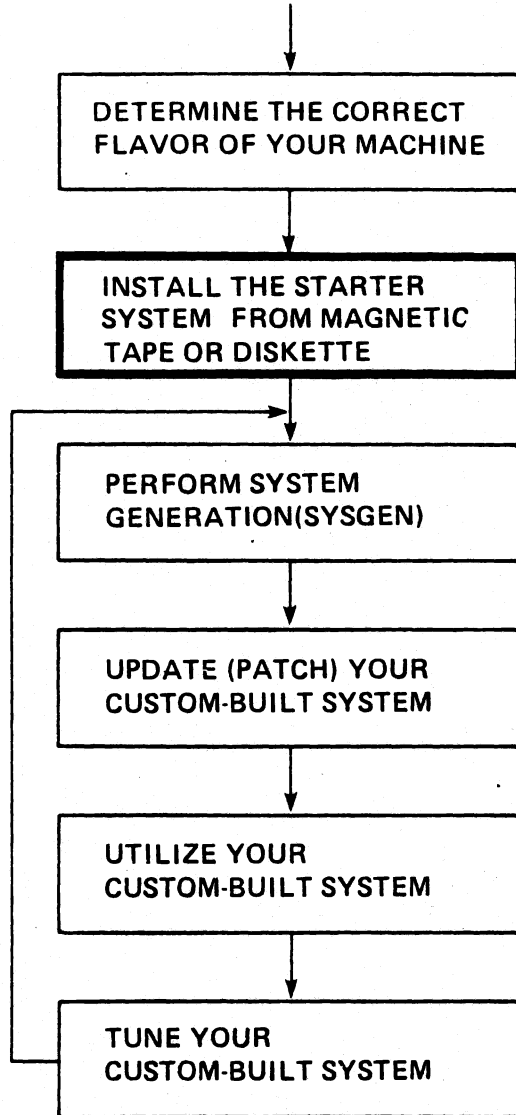 DETERMINE THE CORRECT
FLAVOR OF YOUR MACHINE
INSTALL THE STARTER
SYSTEM FROM MAGNETIC
TAPE OR DISKETTE
PERFORM SYSTEM
GENERATION(SYSGEN)
UPDATE (PATCH) YOUR
CUSTOM-BUILT SYSTEM
UTILIZE YOUR
CUSTOM-BUILT SYSTEM
TUNE YOUR
CUSTOM-BUILT SYSTEM